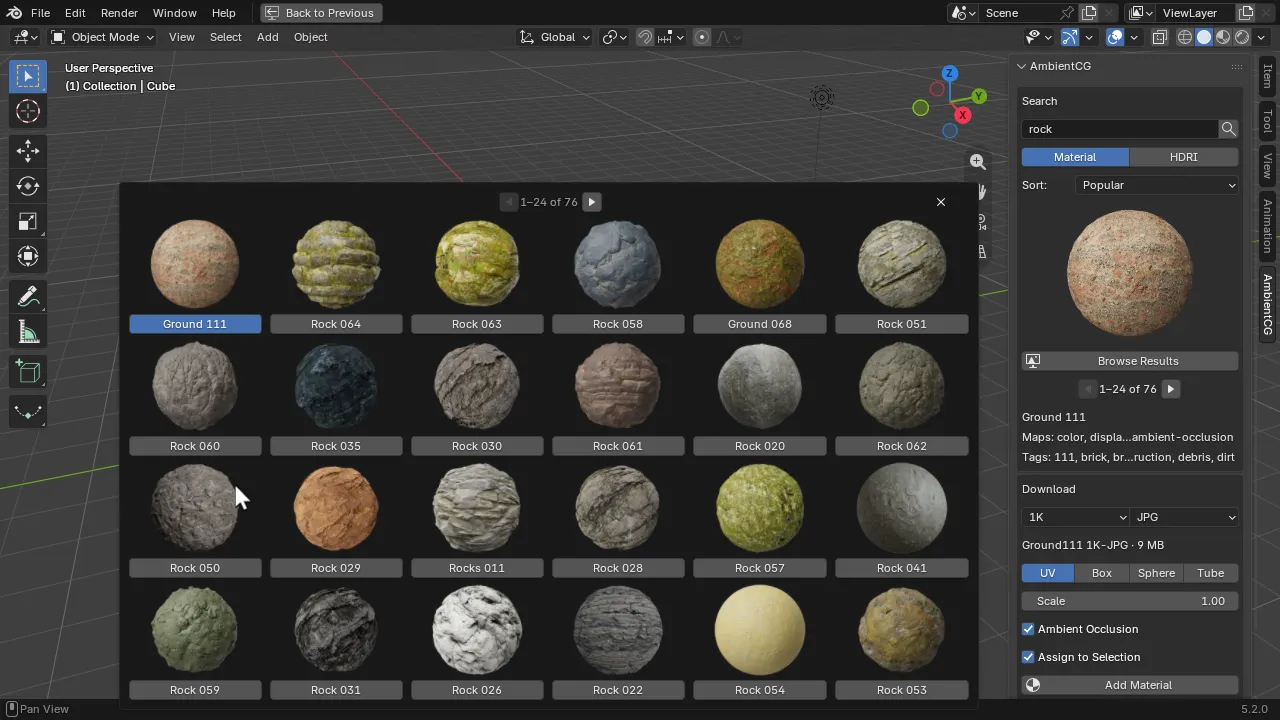 File Edit Render Window Help Back to Previous Scene ViewLayer
Object Mode View Select Add Object Global
User Perspective
(1) Collection | Cube
Z
Y
X
1–24 of 76
Ground 111 Rock 064 Rock 063 Rock 058 Ground 068 Rock 051
Rock 060 Rock 035 Rock 030 Rock 061 Rock 020 Rock 062
Rock 050 Rock 029 Rocks 011 Rock 028 Rock 057 Rock 041
Rock 059 Rock 031 Rock 026 Rock 022 Rock 054 Rock 053
AmbientCG
Search
rock
Material HDRI
Sort: Popular
Browse Results
1–24 of 76
Ground 111
Maps: color, displa...ambient-occlusion
Tags: 111, brick, br...ruction, debris, dirt
Download
1K JPG
Ground111 1K-JPG · 9 MB
UV Box Sphere Tube
Scale 1.00
Ambient Occlusion
Assign to Selection
Add Material
Item
Tool
View
Animation
AmbientCG
Pan View 5.2.0